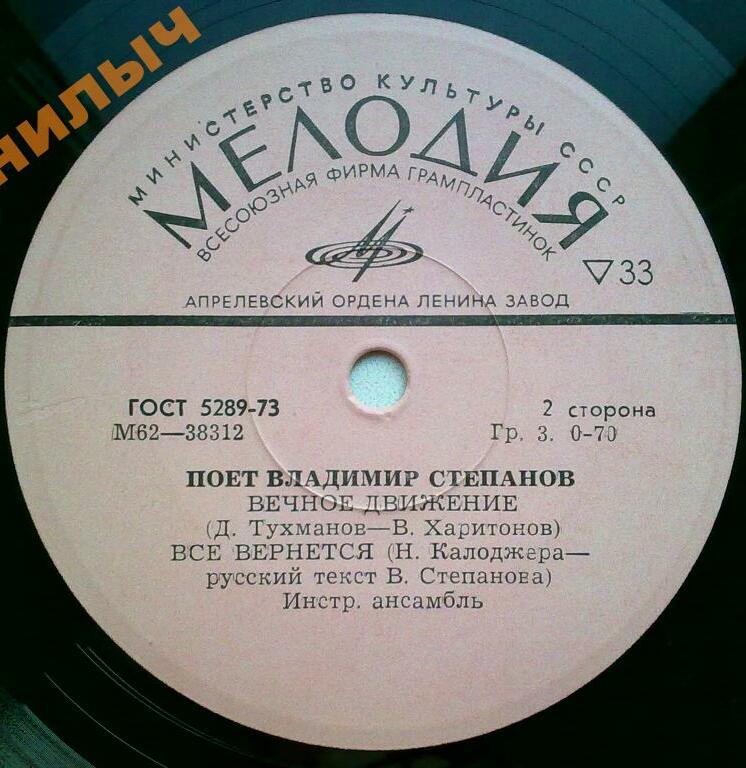 нилыч
МИНИСТЕРСТВО КУЛЬТУРЫ СССР
МЕЛОДИЯ
ВСЕСОЮЗНАЯ ФИРМА ГРАМПЛАСТИНОК
33
АПРЕЛЕВСКИЙ ОРДЕНА ЛЕНИНА ЗАВОД
ГОСТ 5289-73
2 сторона
М62—38312
Гр. 3. 0-70
ПОЕТ ВЛАДИМИР СТЕПАНОВ
ВЕЧНОЕ ДВИЖЕНИЕ
(Д. Тухманов—В. Харитонов)
ВСЕ ВЕРНЕТСЯ (Н. Калоджера—
русский текст В. Степанова)
Инстр. ансамбль